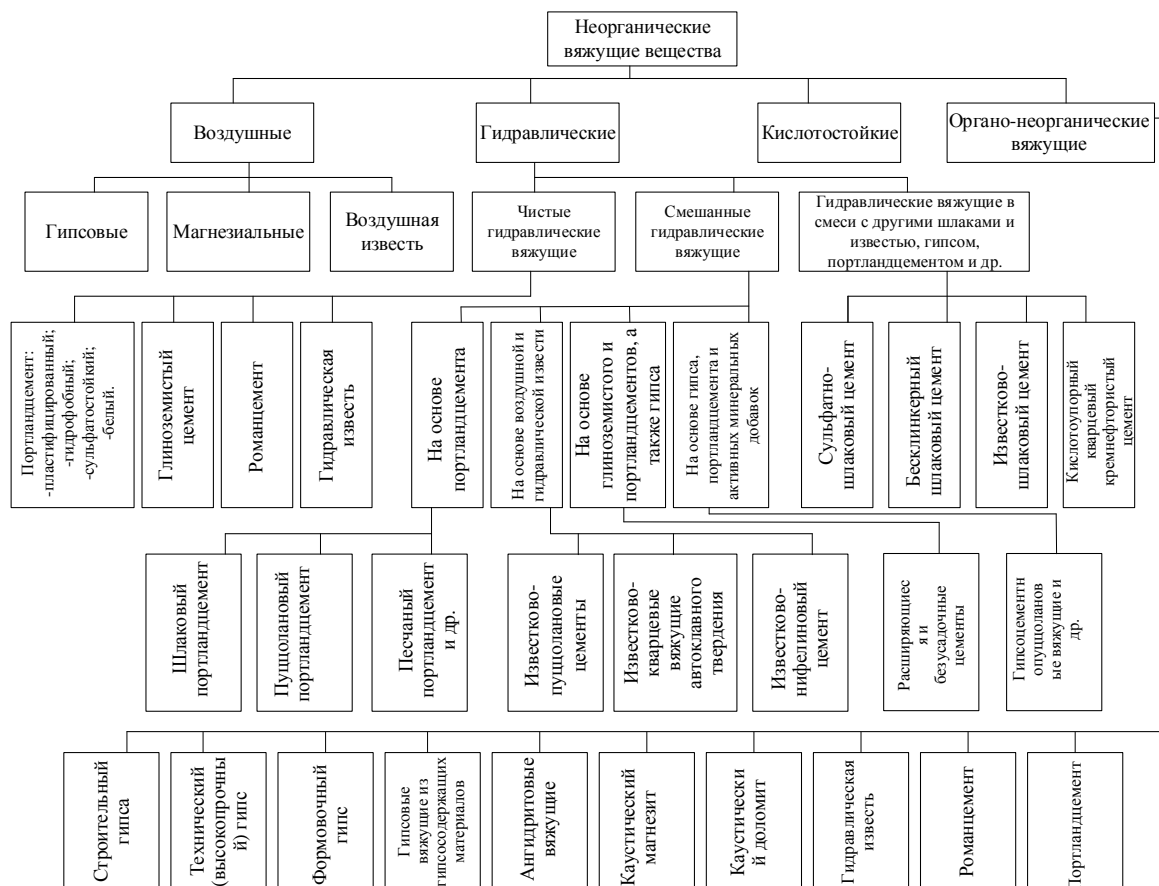 Неорганические
вяжущие вещества
Воздушные
Гидравлические
Кислотостойкие
Органо-неорганические
вяжущие
Гипсовые
Магнезиальные
Воздушная
известь
Чистые
гидравлические
вяжущие
Смешанные
гидравлические
вяжущие
Гидравлические вяжущие в
смеси с другими шлаками и
известью, гипсом,
портландцементом и др.
Портландцемент:
-пластифицированный;
-гидрофобный;
-сульфатостойкий;
-белый.
Глиноземистый
цемент
Романцемент
Гидравлическая
известь
На основе
портландцемента
На основе воздушной и
гидравлической извести
На основе
глиноземистого и
портландцементов, а
также гипса
На основе гипса,
портландцемента и
активных минеральных
добавок
Сульфатно-
шлаковый цемент
Бесклинкерный
шлаковый цемент
Известково-
шлаковый цемент
Кислотоупорный
кварцевый
кремнефтористый
цемент
Шлаковый
портландцемент
Пуццолановый
портландцемент
Песчаный
портландцемент
и др.
Известково-
пуццолановые
цементы
Известково-
кварцевые
вяжущие
автоклавного
твердения
Известково-
нифелиновый
цемент
Расширяющиес
я и
безусадочные
цементы
Гипсоцементн
опуццоланов
ые вяжущие и
др.
Строительный
гипса
Технический
(высокопрочны
й) гипс
Формовочный
гипс
Гипсовые
вяжущие из
гипсосодержащих
материалов
Ангидритовые
вяжущие
Каустический
магнезит
Каустически
й доломит
Гидравлическая
известь
Романцемент
Портландцемент